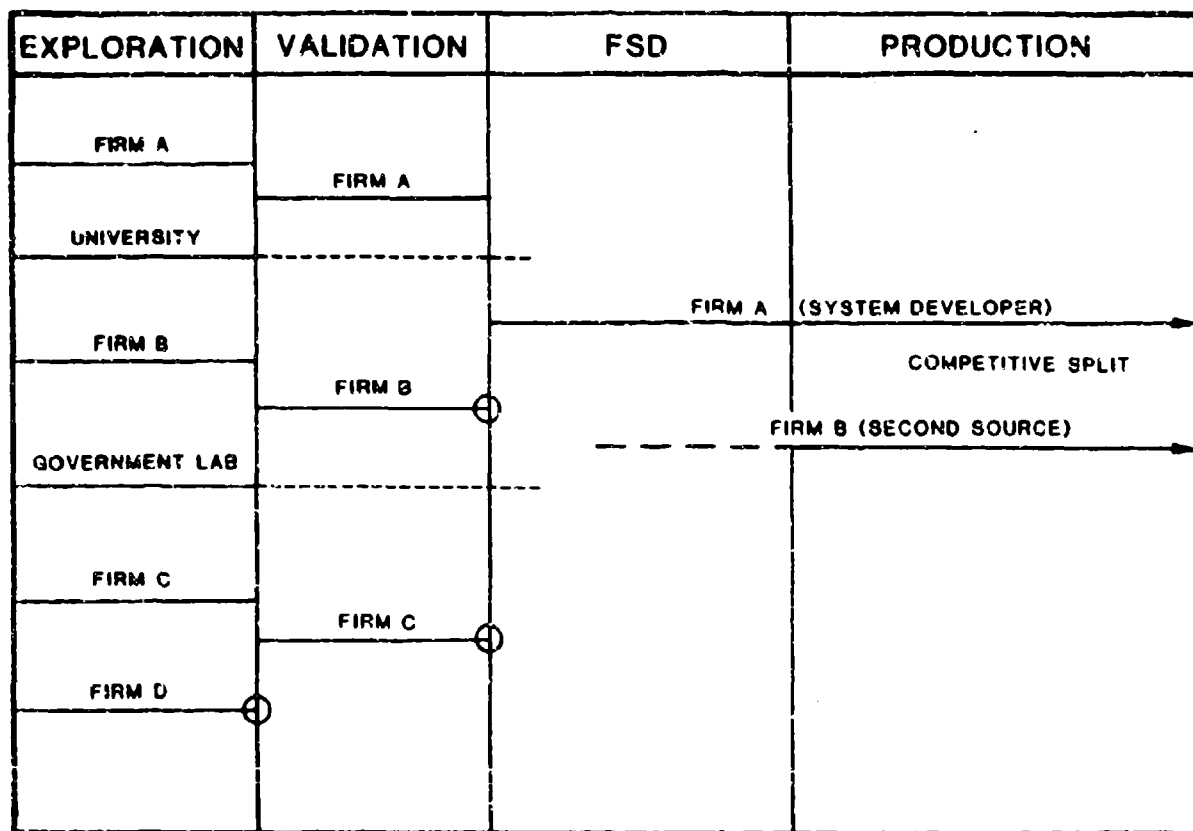 EXPLORATION VALIDATION FSD PRODUCTION
FIRM A
FIRM A
UNIVERSITY
FIRM A (SYSTEM DEVELOPER)
FIRM B
COMPETITIVE SPLIT
FIRM B
FIRM B (SECOND SOURCE)
GOVERNMENT LAB
FIRM C
FIRM C
FIRM D